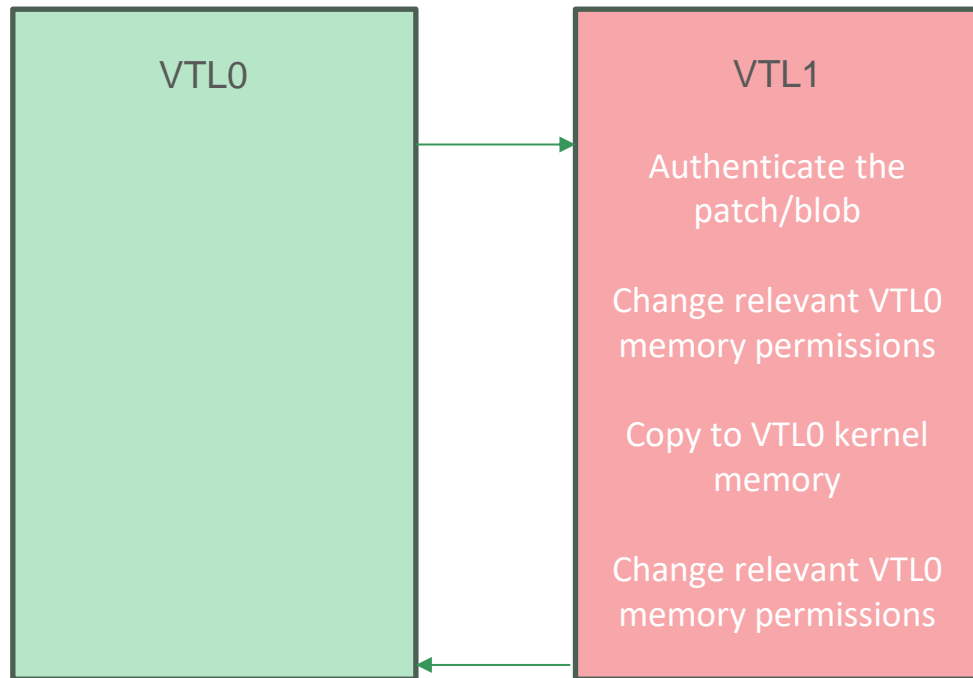 VTL0
VTL1
Authenticate the
patch/blob
Change relevant VTL0
memory permissions
Copy to VTL0 kernel
memory
Change relevant VTL0
memory permissions